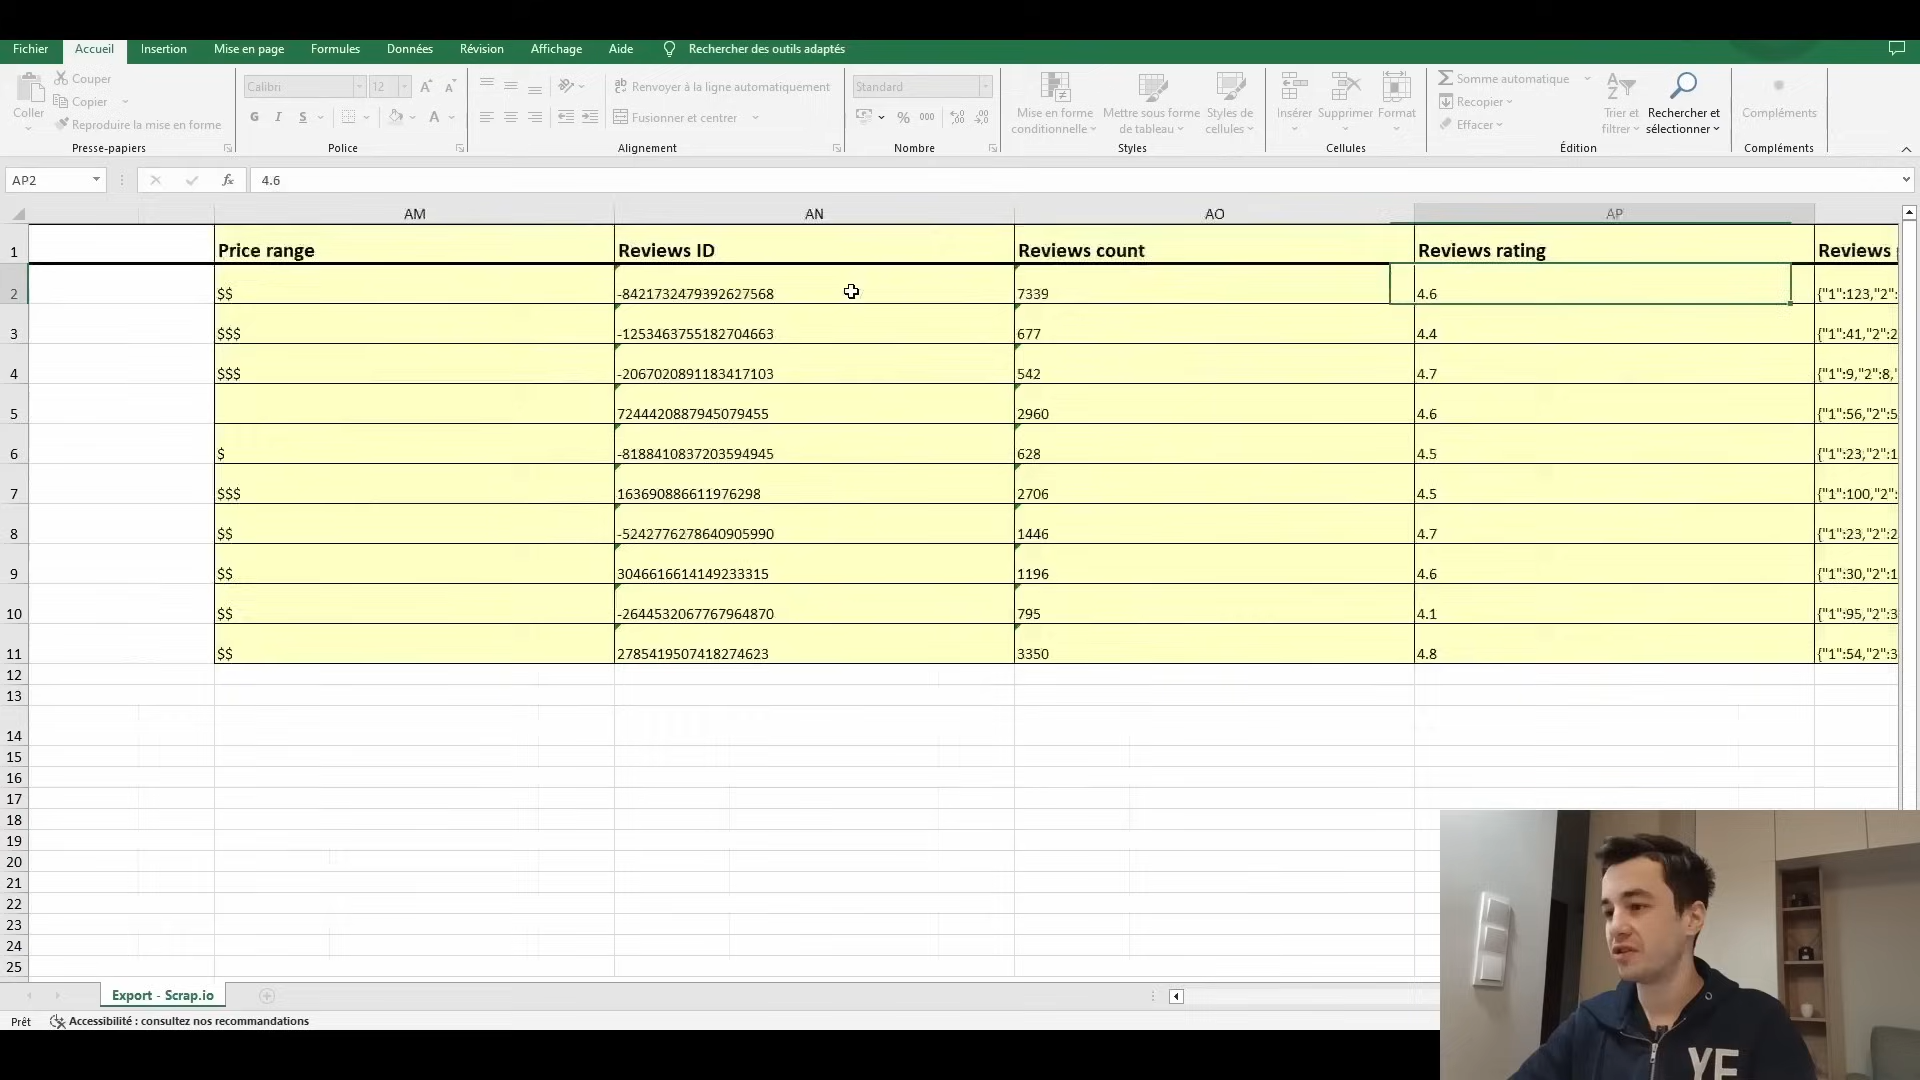 Fichier Accueil Insertion Mise en page Formules Données Révision Affichage Aide Rechercher des outils adaptés
Coller
Couper
Copier
Reproduire la mise en forme
Presse-papiers
Calibri 12
G I S
Police
Renvoyer à la ligne automatiquement
Fusionner et centrer
Alignement
Standard
% 000
Nombre
Mise en forme conditionnelle
Mettre sous forme de tableau
Styles de cellules
Styles
Insérer Supprimer Format
Cellules
Somme automatique
Recopier
Effacer
Trier et filtrer
Rechercher et sélectionner
Édition
Compléments
Compléments
AP2 fx 4.6
AM AN AO AP
1 Price range Reviews ID Reviews count Reviews rating Reviews
2 $$ -8421732479392627568 7339 4.6 {"1":123,"2":
3 $$$ -1253463755182704663 677 4.4 {"1":41,"2":2
4 $$$ -2067020891183417103 542 4.7 {"1":9,"2":8,"
5 7244420887945079455 2960 4.6 {"1":56,"2":5
6 $ -8188410837203594945 628 4.5 {"1":23,"2":1
7 $$$ 163690886611976298 2706 4.5 {"1":100,"2":
8 $$ -5242776278640905990 1446 4.7 {"1":23,"2":2
9 $$ 3046616614149233315 1196 4.6 {"1":30,"2":1
10 $$ -2644532067767964870 795 4.1 {"1":95,"2":3
11 $$ 2785419507418274623 3350 4.8 {"1":54,"2":3
12
13
14
15
16
17
18
19
20
21
22
23
24
25
Export - Scrap.io
Prêt Accessibilité : consultez nos recommandations